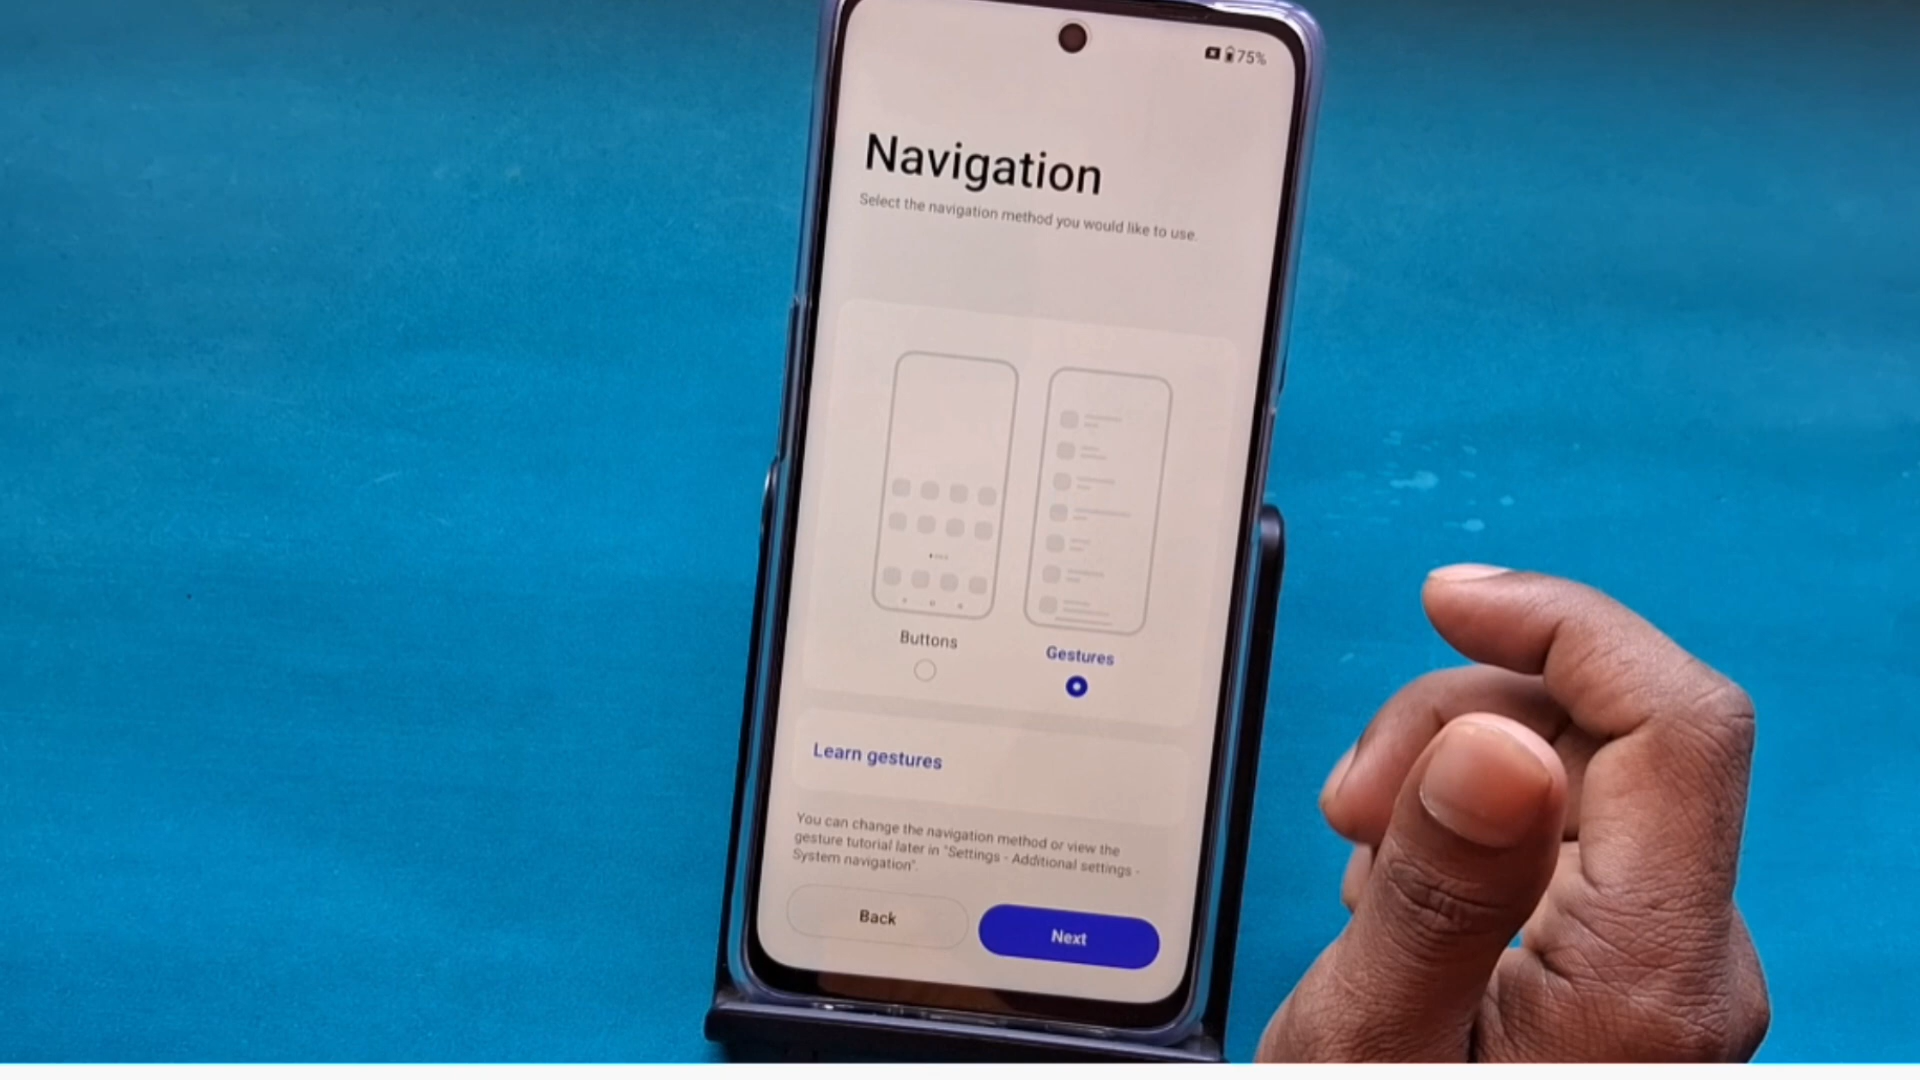 75%
Navigation
Select the navigation method you would like to use.
Buttons
Gestures
Learn gestures
You can change the navigation method or view the
gesture tutorial later in "Settings - Additional settings -
System navigation".
Back
Next